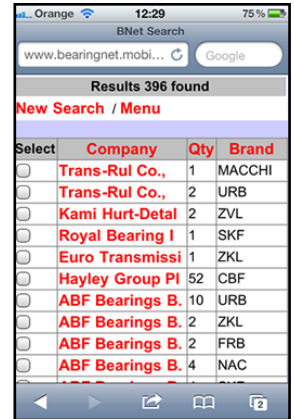 Orange 12:29 75%
BNet Search
www.bearingnet.mobi... Google
Results 396 found
New Search / Menu
Select Company Qty Brand
Trans-Rul Co., 1 MACCHI
Trans-Rul Co., 2 URB
Kami Hurt-Detal 2 ZVL
Royal Bearing I 1 SKF
Euro Transmissi 1 ZKL
Hayley Group Pl 52 CBF
ABF Bearings B. 10 URB
ABF Bearings B. 2 ZKL
ABF Bearings B. 2 FRB
ABF Bearings B. 4 NAC
2